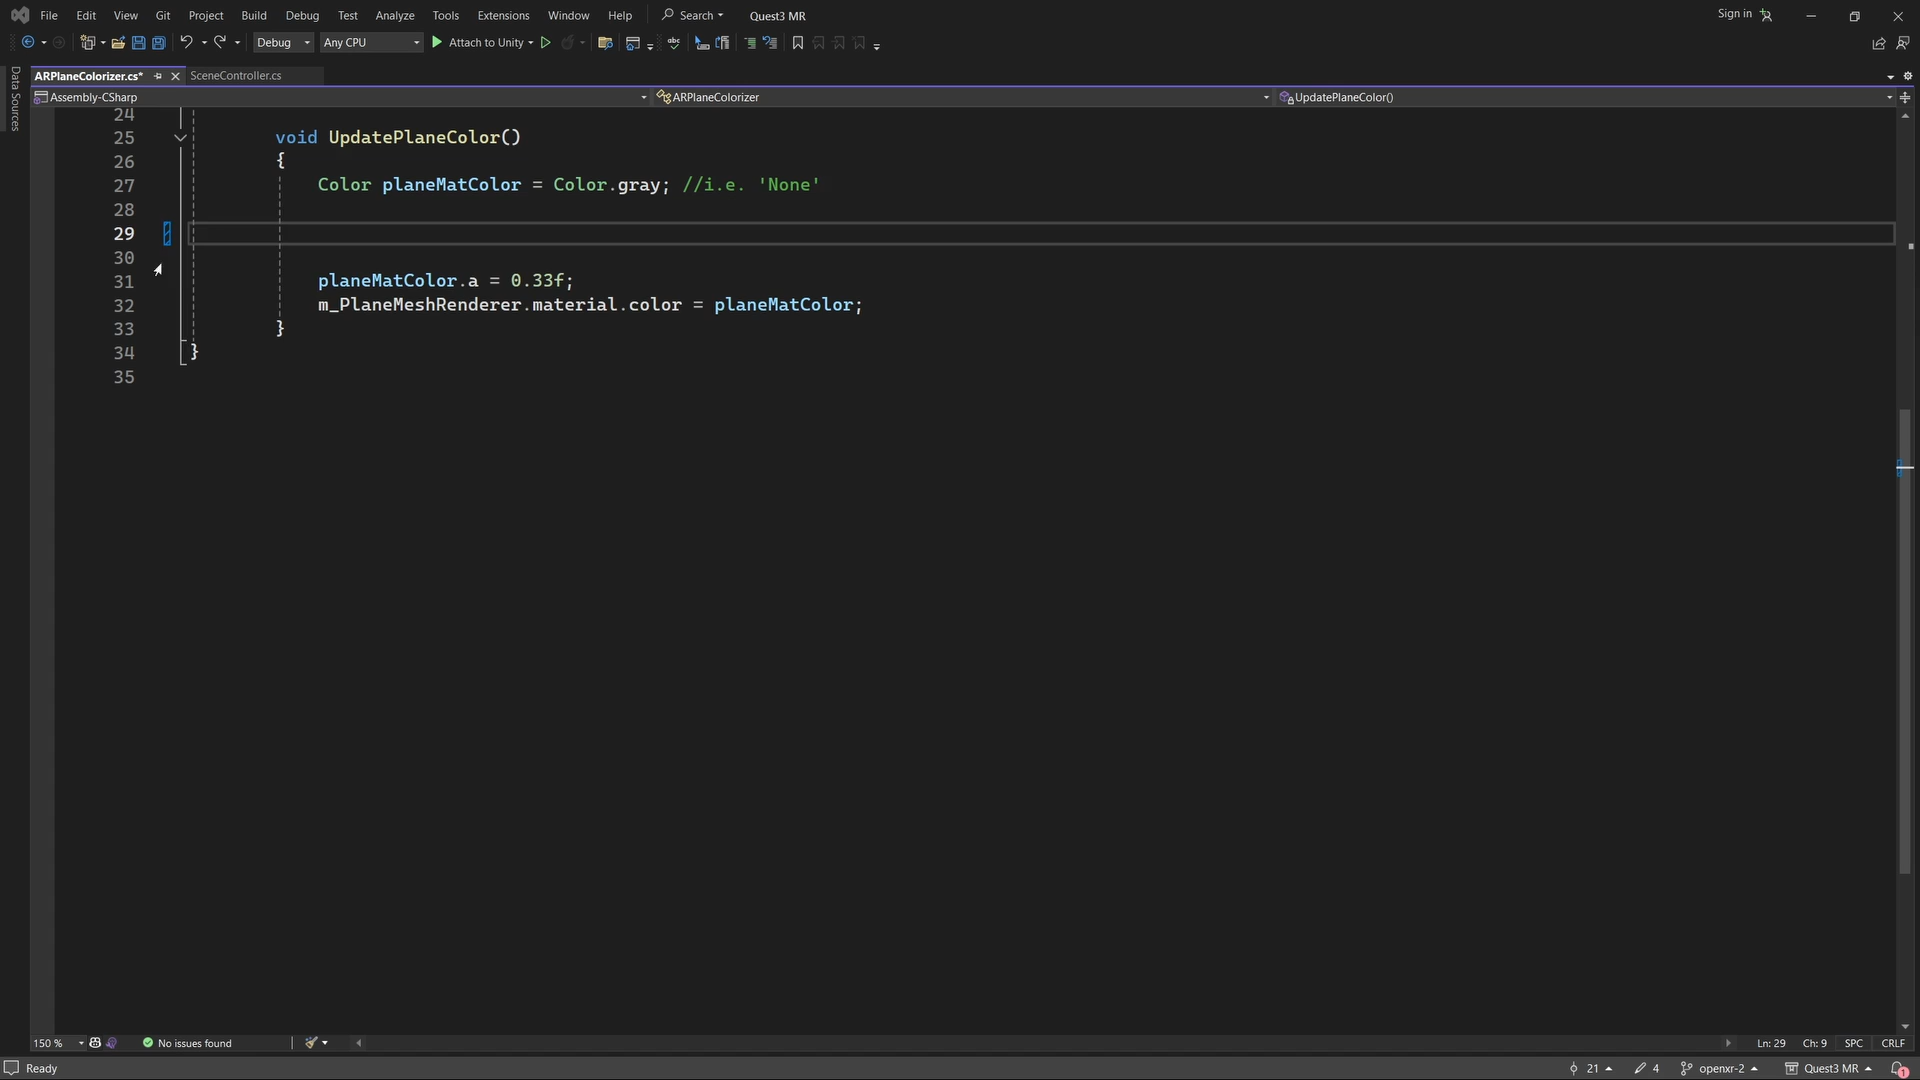 File Edit View Git Project Build Debug Test Analyze Tools Extensions Window Help Search Quest3 MR Sign in
Debug Any CPU Attach to Unity
ARPlaneColorizer.cs* SceneController.cs
Assembly-CSharp ARPlaneColorizer UpdatePlaneColor()
Data Sources
24
25 void UpdatePlaneColor()
26 {
27 Color planeMatColor = Color.gray; //i.e. 'None'
28
29
30
31 planeMatColor.a = 0.33f;
32 m_PlaneMeshRenderer.material.color = planeMatColor;
33 }
34 }
35
150 % No issues found Ln: 29 Ch: 9 SPC CRLF
Ready 21 4 openxr-2 Quest3 MR 1